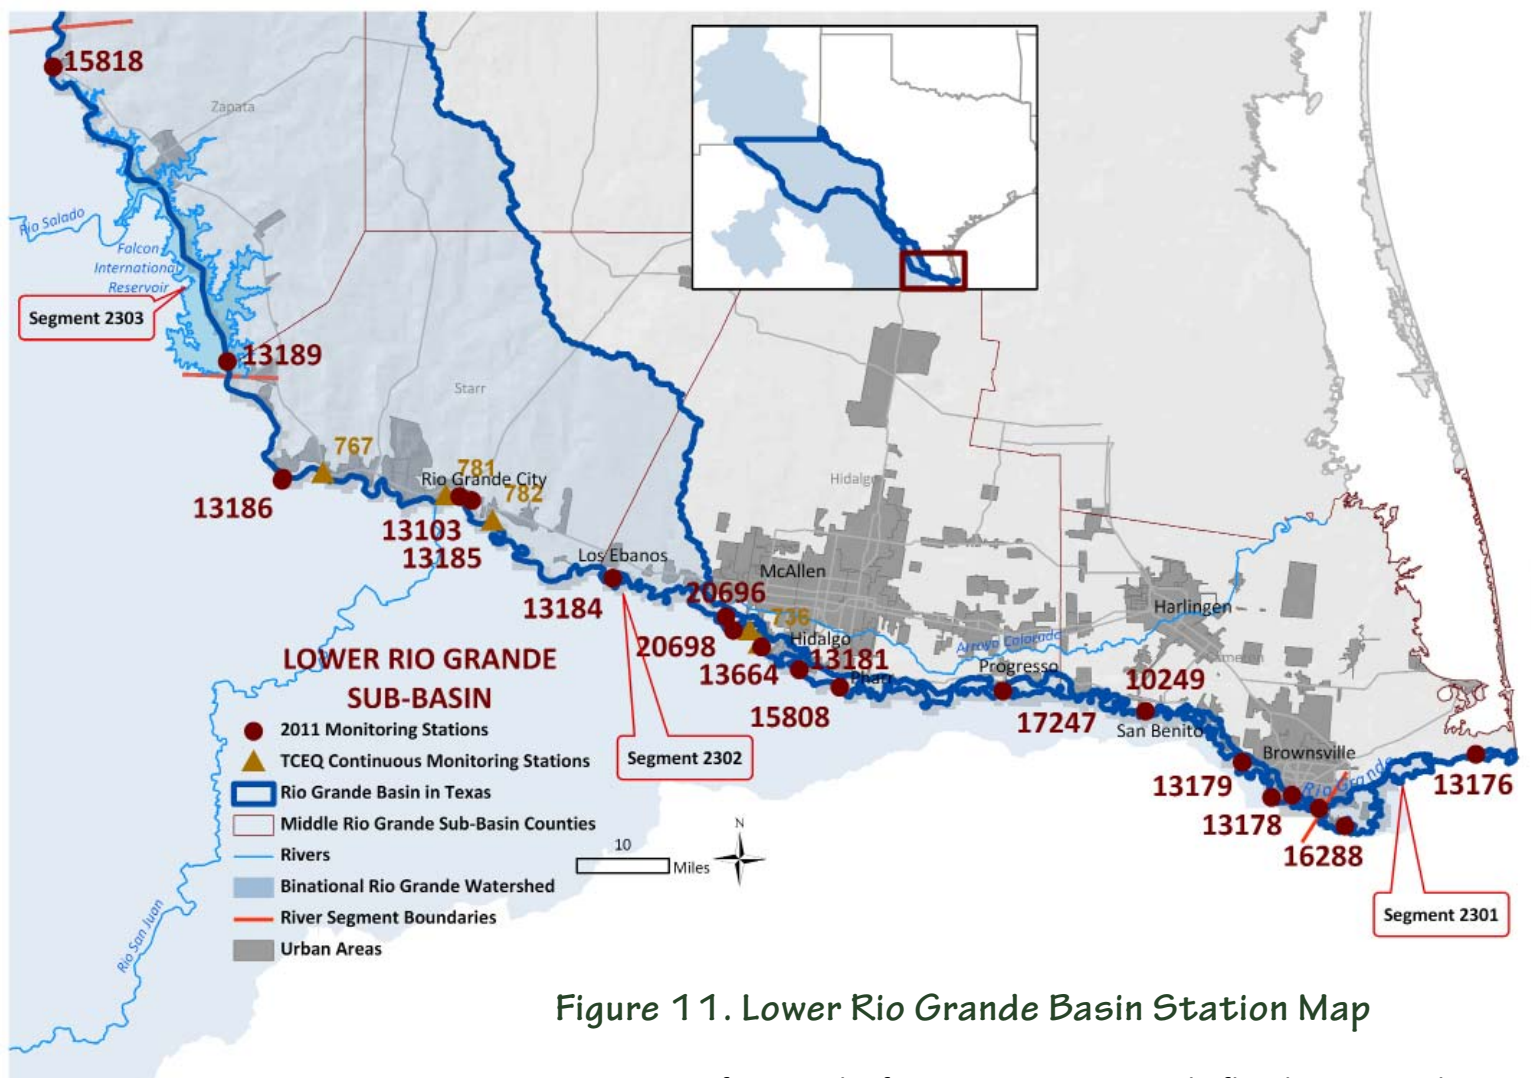 15818
Zapata
Rio Salado
Falcon
International
Reservoir
Segment 2303
13189
Starr
767
781
Rio Grande City
782
13186
13103
13185
Hidalgo
Los Ebanos
McAllen
20696
13184
736
Harlingen
Hidalgo
20698
Arroyo Colorado
Cameron
13181
Progresso
13664
Pharr
10249
15808
17247
San Benito
Segment 2302
Brownsville
Rio Grande
13179
13176
13178
16288
Segment 2301
LOWER RIO GRANDE
SUB-BASIN
2011 Monitoring Stations
TCEQ Continuous Monitoring Stations
Rio Grande Basin in Texas
Middle Rio Grande Sub-Basin Counties
Rivers
Binational Rio Grande Watershed
River Segment Boundaries
Urban Areas
N
10
Miles
Rio San Juan
Figure 11. Lower Rio Grande Basin Station Map